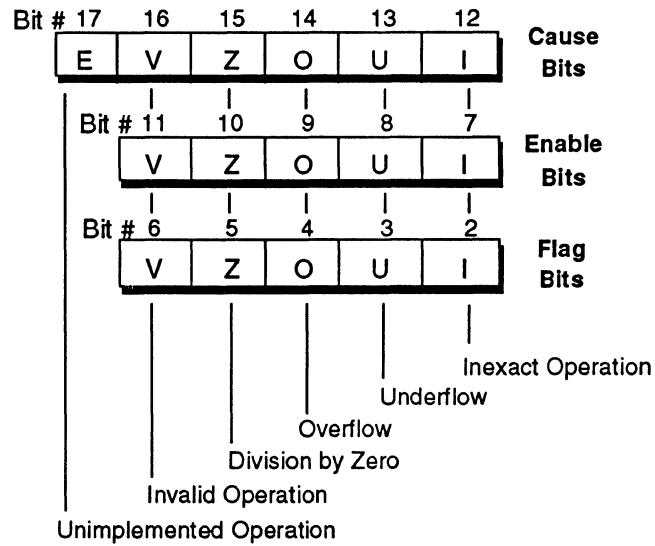 Bit # 17 16 15 14 13 12
E V Z O U I
Cause
Bits
Bit # 11 10 9 8 7
V Z O U I
Enable
Bits
Bit # 6 5 4 3 2
V Z O U I
Flag
Bits
Inexact Operation
Underflow
Overflow
Division by Zero
Invalid Operation
Unimplemented Operation